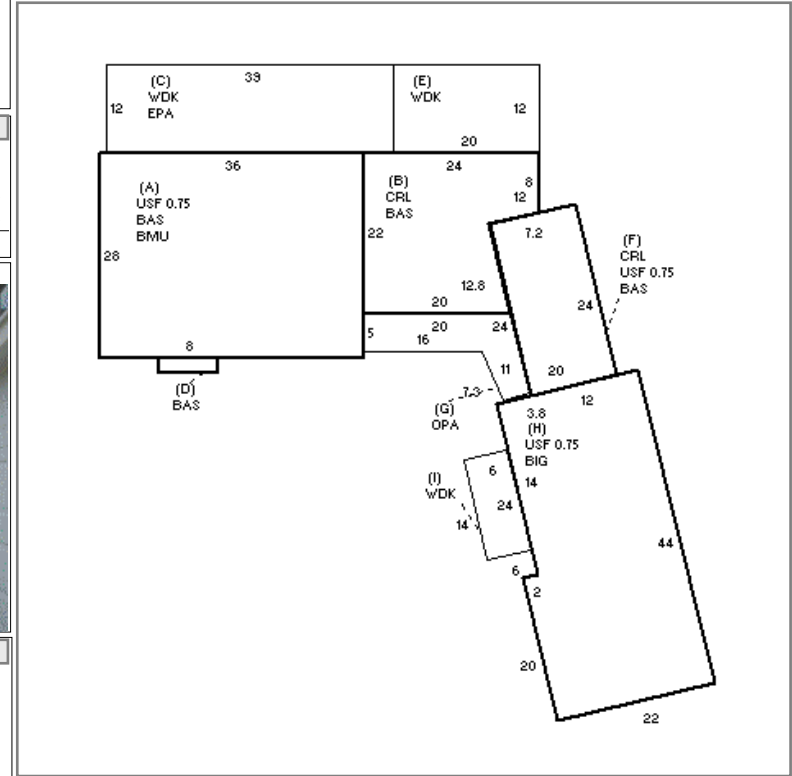 (C)
WDK
EPA
39
12
(E)
WDK
12
20
36
(A)
USF 0.75
BAS
BMU
28
8
24
(B)
CRL
BAS
8
12
22
12.8
20
5
20
16
24
11
7.2
(F)
CRL
USF 0.75
BAS
24
20
(D)
BAS
7.3
(G)
OPA
12
3.8
(H)
USF 0.75
BIG
14
6
(I)
WDK
24
14
6
2
44
20
22